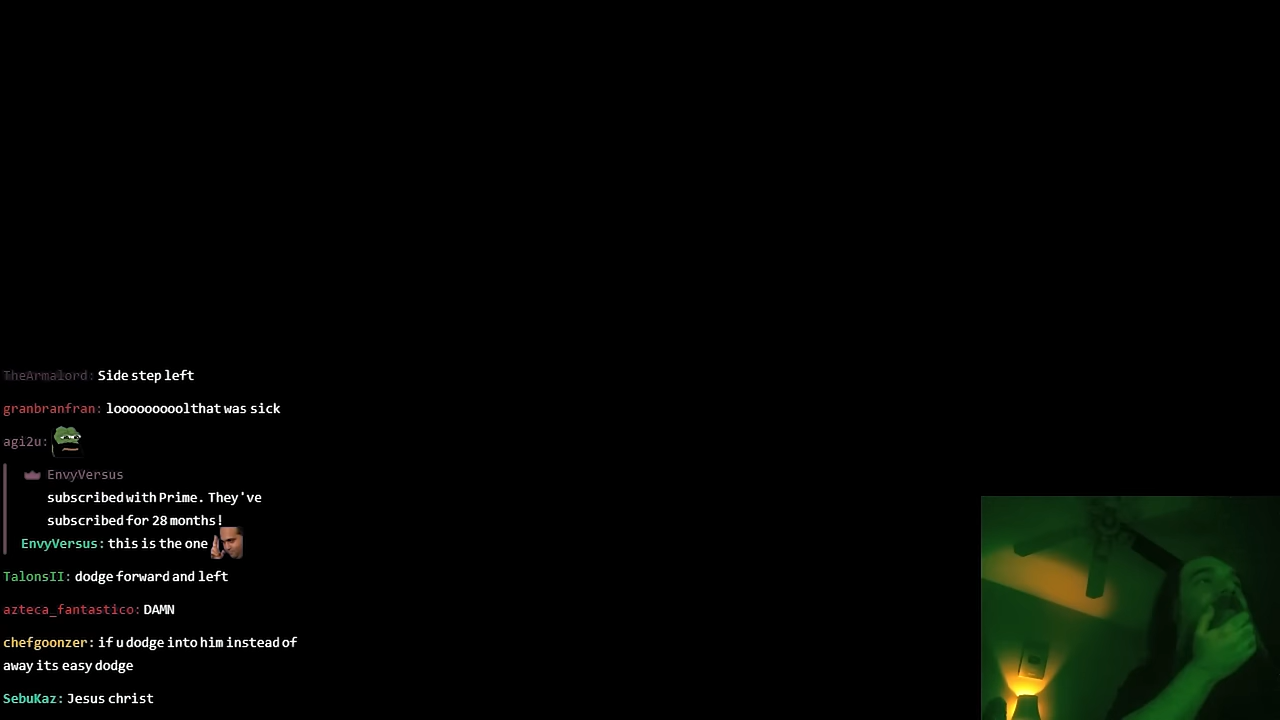 TheArmalord: Side step left
granbranfran: looooooooolthat was sick
agi2u:
EnvyVersus
subscribed with Prime. They've
subscribed for 28 months!
EnvyVersus: this is the one
TalonsII: dodge forward and left
azteca_fantastico: DAMN
chefgoonzer: if u dodge into him instead of
away its easy dodge
SebuKaz: Jesus christ